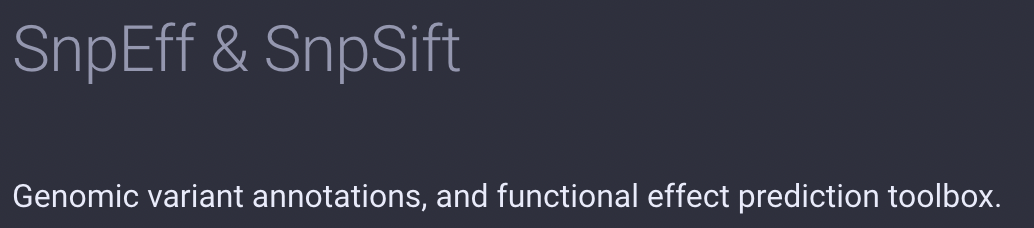 SnpEff & SnpSift
Genomic variant annotations, and functional effect prediction toolbox.